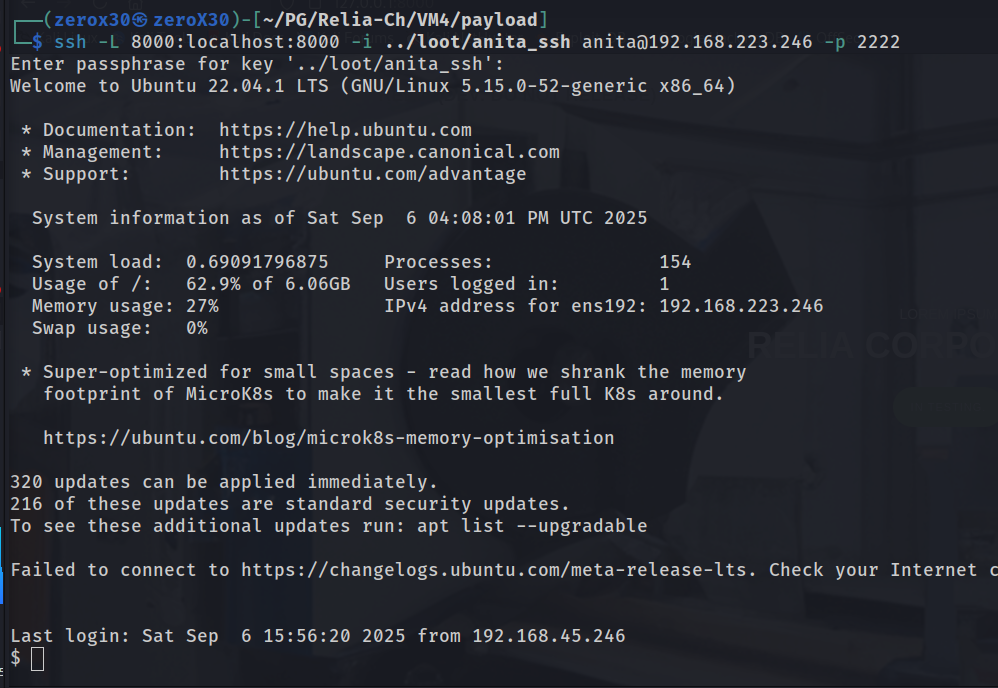 ┌──(zerox30㉿zeroX30)-[~/PG/Relia-Ch/VM4/payload]
└─$ ssh -L 8000:localhost:8000 -i ../loot/anita_ssh anita@192.168.223.246 -p 2222
Enter passphrase for key '../loot/anita_ssh':
Welcome to Ubuntu 22.04.1 LTS (GNU/Linux 5.15.0-52-generic x86_64)
* Documentation:  https://help.ubuntu.com
* Management:     https://landscape.canonical.com
* Support:        https://ubuntu.com/advantage
System information as of Sat Sep  6 04:08:01 PM UTC 2025
System load:  0.69091796875     Processes:               154
Usage of /:   62.9% of 6.06GB   Users logged in:         1
Memory usage: 27%               IPv4 address for ens192: 192.168.223.246
Swap usage:   0%
* Super-optimized for small spaces - read how we shrank the memory
footprint of MicroK8s to make it the smallest full K8s around.
https://ubuntu.com/blog/microk8s-memory-optimisation
320 updates can be applied immediately.
216 of these updates are standard security updates.
To see these additional updates run: apt list --upgradable
Failed to connect to https://changelogs.ubuntu.com/meta-release-lts. Check your Internet c
Last login: Sat Sep  6 15:56:20 2025 from 192.168.45.246
$
RELIA CORPO